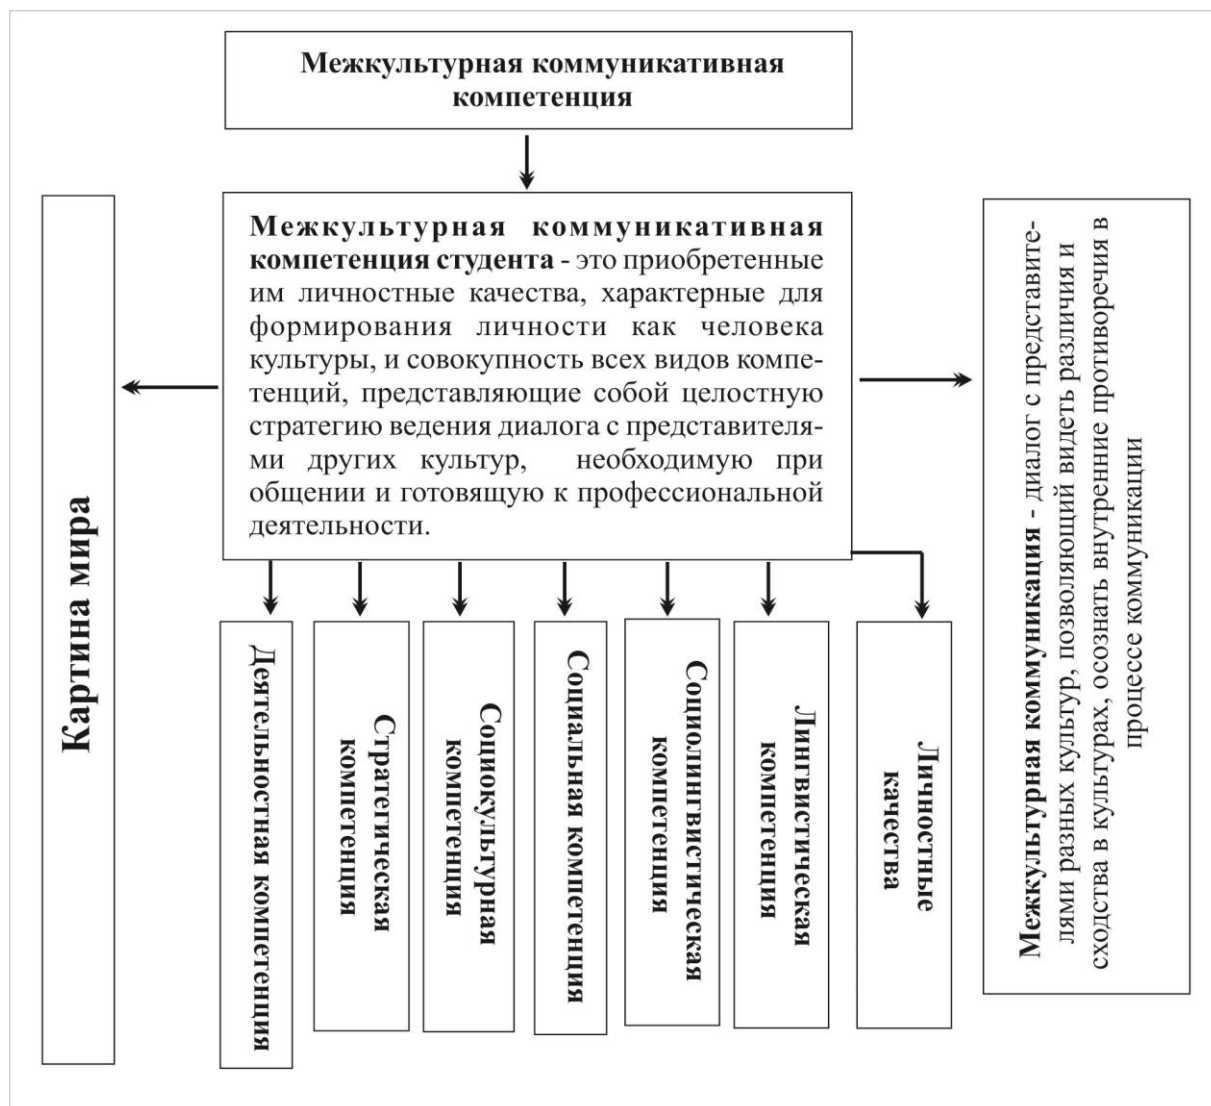 Межкультурная коммуникативная
компетенция
Межкультурная коммуникативная
компетенция студента - это приобретенные
им личностные качества, характерные для
формирования личности как человека
культуры, и совокупность всех видов компе-
тенций, представляющие собой целостную
стратегию ведения диалога с представителя-
ми других культур, необходимую при
общении и готовящую к профессиональной
деятельности.
Картина мира
Деятельностная компетенция
Стратегическая
компетенция
Социокультурная
компетенция
Социальная компетенция
Социолингвистическая
компетенция
Лингвистическая
компетенция
Личностные
качества
Межкультурная коммуникация - диалог с представите-
лями разных культур, позволяющий видеть различия и
сходства в культурах, осознать внутренние противоречия в
процессе коммуникации